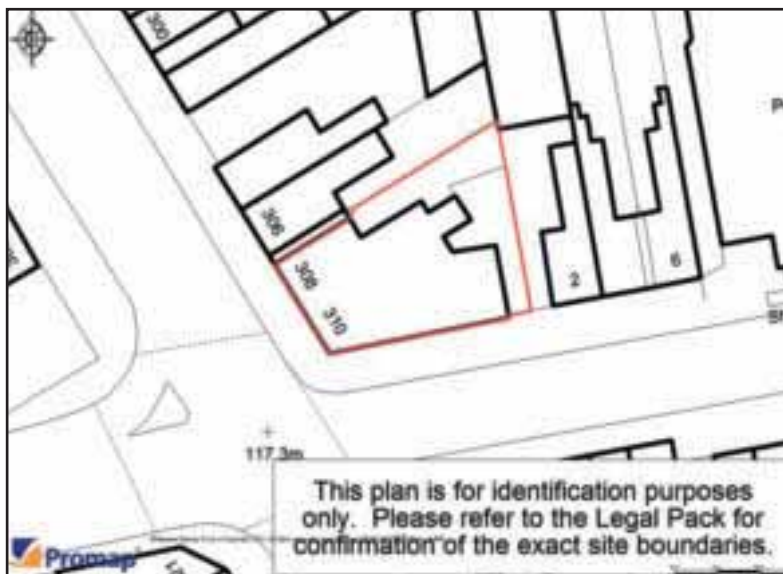 300
306
308
310
2
6
117.3m
This plan is for identification purposes
only. Please refer to the Legal Pack for
confirmation of the exact site boundaries.
Promap